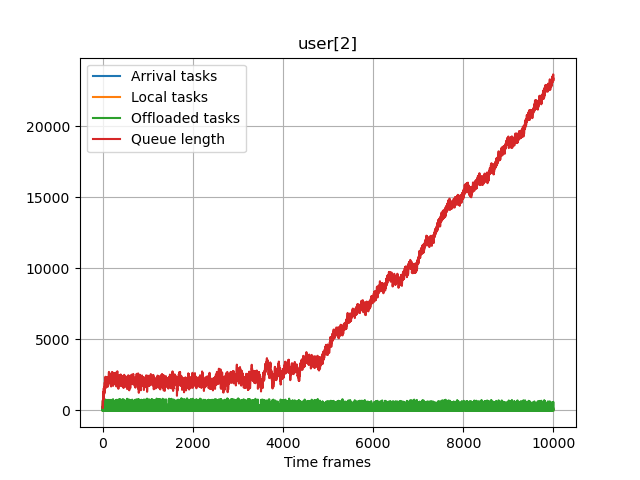 user[2]
Arrival tasks
Local tasks
Offloaded tasks
Queue length
20000
15000
10000
5000
0
0 2000 4000 6000 8000 10000
Time frames